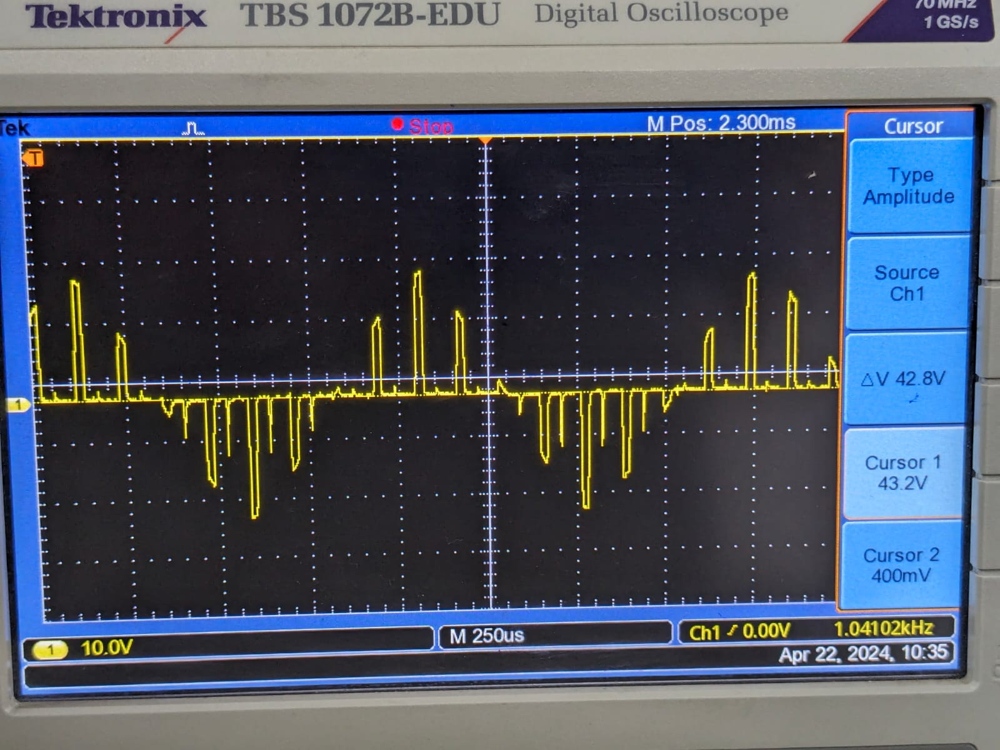 Tektronix TBS 1072B-EDU Digital Oscilloscope
70 MHz
1 GS/s
Tek Stop M Pos: 2.300ms
Cursor
T
Type
Amplitude
Source
Ch1
△V 42.8V
1
Cursor 1
43.2V
Cursor 2
400mV
1 10.0V M 250us Ch1 0.00V 1.04102kHz
Apr 22, 2024, 10:35